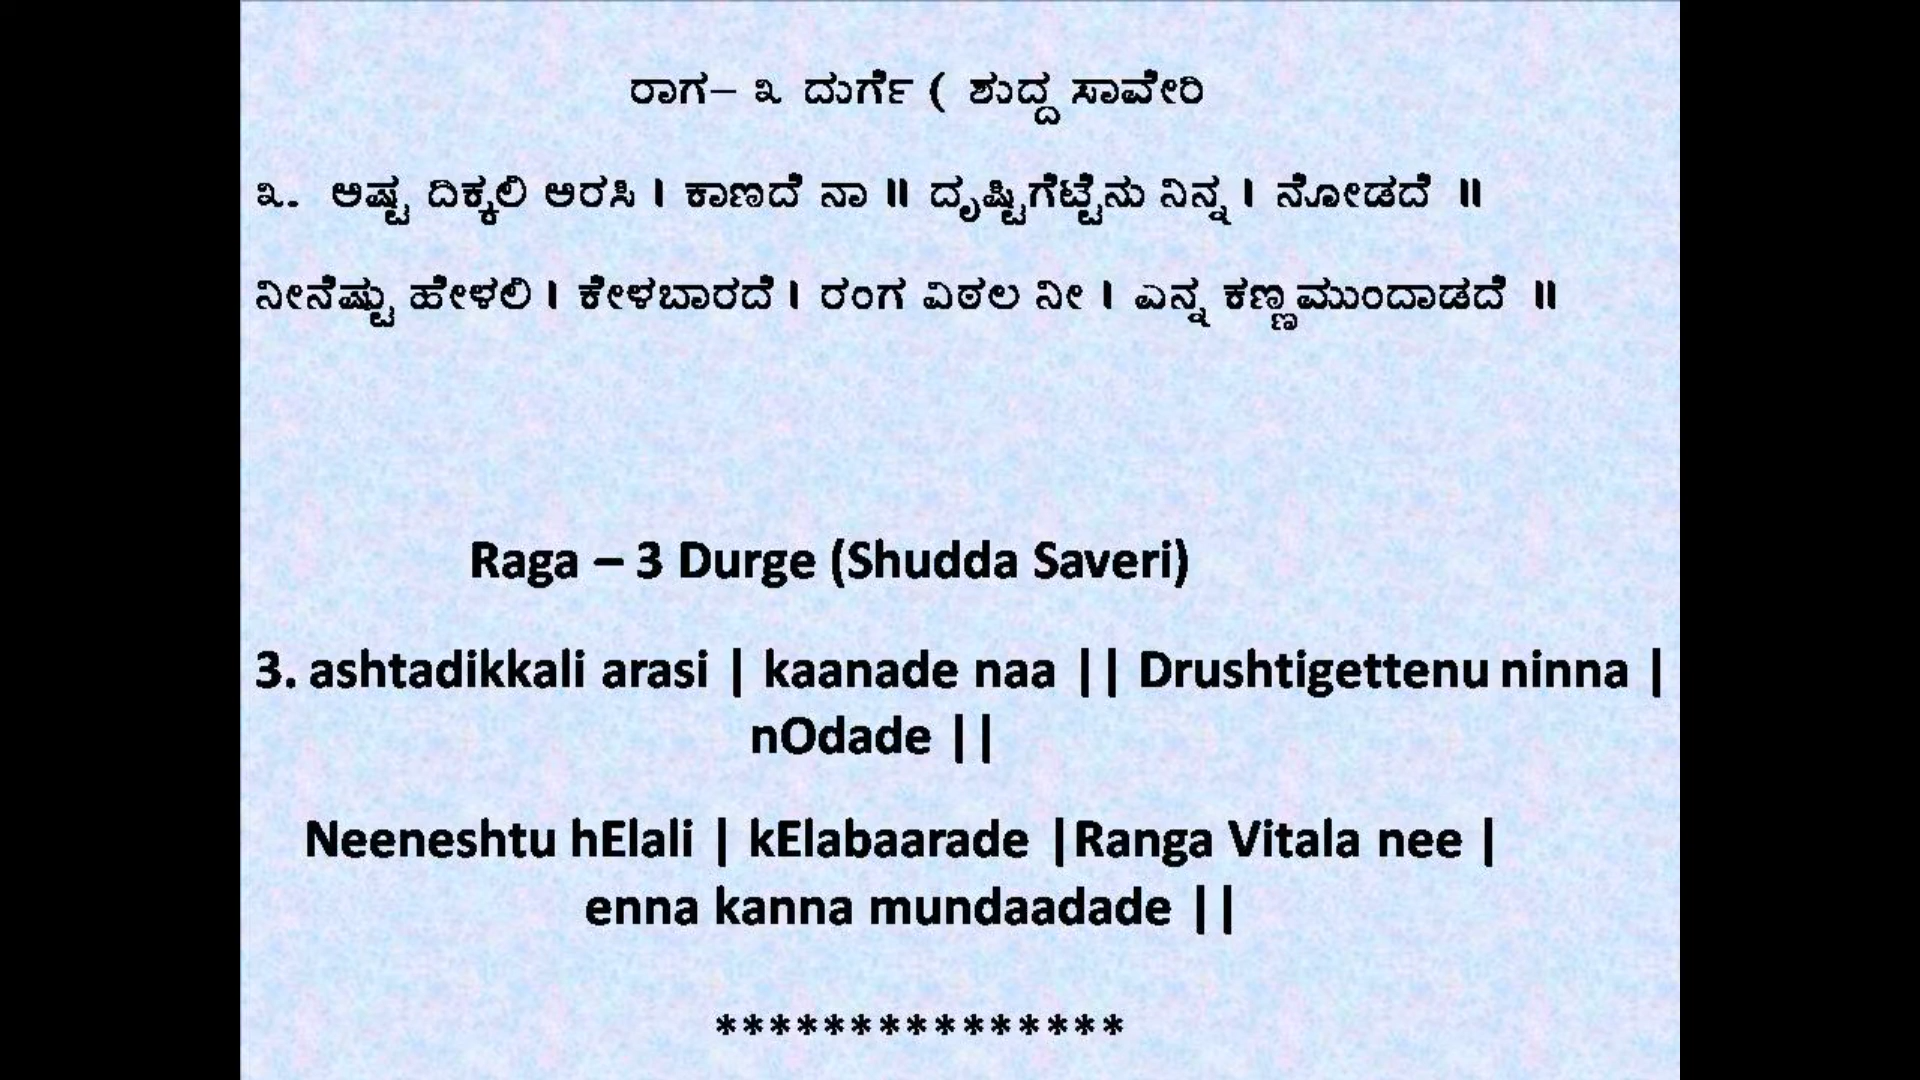 ರಾಗ– ೩ ದುರ್ಗೆ ( ಶುದ್ದ ಸಾವೇರಿ
೩. ಅಷ್ಟ ದಿಕ್ಕಲಿ ಅರಸಿ । ಕಾಣದೆ ನಾ ॥ ದೃಷ್ಟಿಗೆಟ್ಟೆನು ನಿನ್ನ । ನೋಡದೆ ॥
ನೀನೆಷ್ಟು ಹೇಳಲಿ । ಕೇಳಬಾರದೆ । ರಂಗ ವಿಠಲ ನೀ । ಎನ್ನ ಕಣ್ಣಮುಂದಾಡದೆ ॥
Raga – 3 Durge (Shudda Saveri)
3. ashtadikkali arasi | kaanade naa || Drushtigettenu ninna |
nOdade ||
Neeneshtu hElali | kElabaarade |Ranga Vitala nee |
enna kanna mundaadade ||
***************